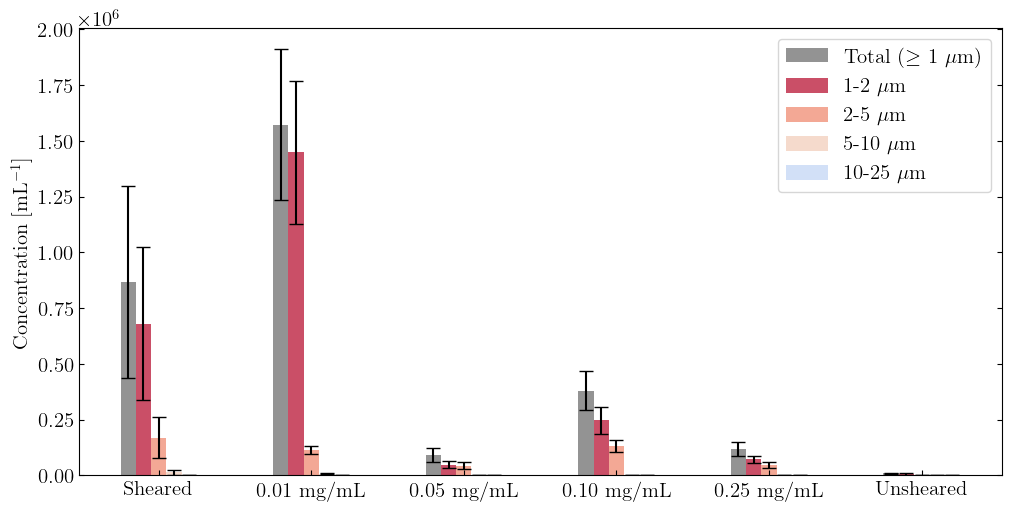 ×10⁶
2.00
1.75
1.50
1.25
1.00
0.75
0.50
0.25
0.00
Concentration [mL⁻¹]
Total (≥ 1 μm)
1-2 μm
2-5 μm
5-10 μm
10-25 μm
Sheared
0.01 mg/mL
0.05 mg/mL
0.10 mg/mL
0.25 mg/mL
Unsheared